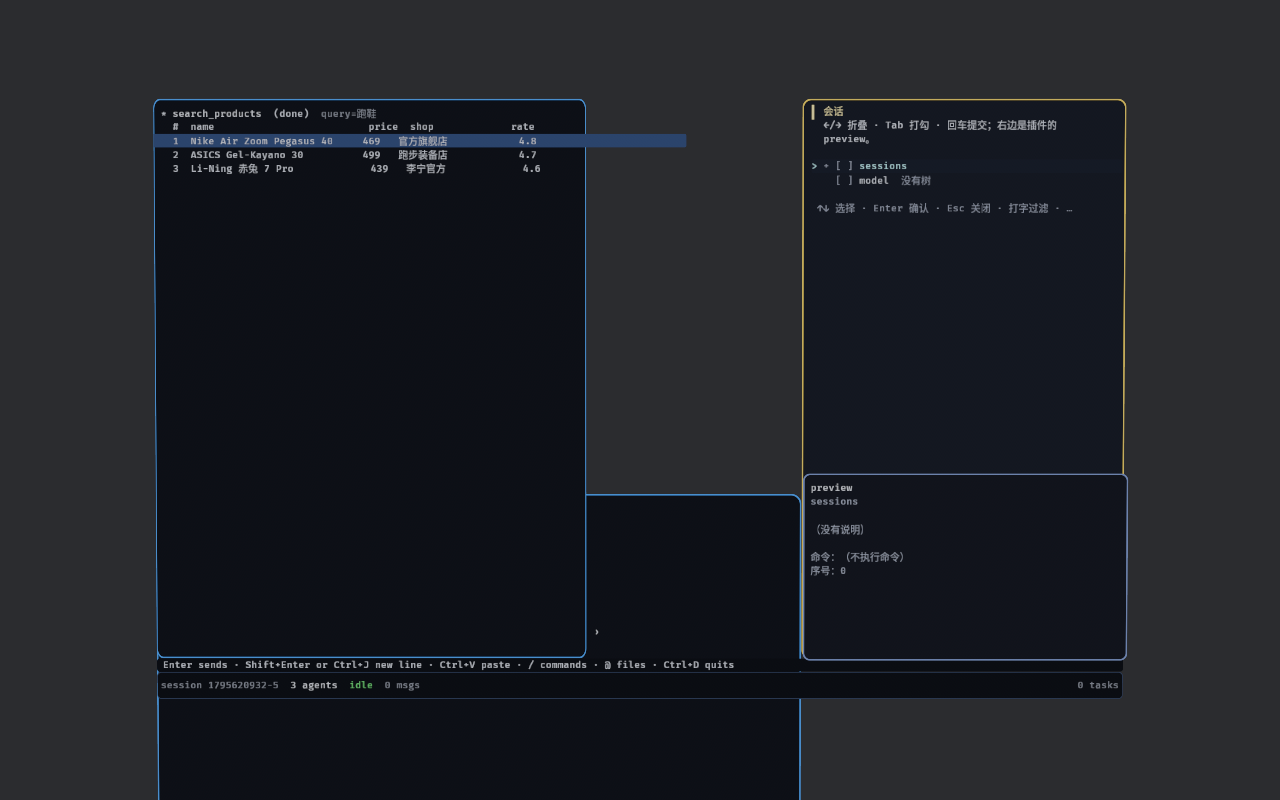 * search_products (done) query=跑鞋
# name price shop rate
1 Nike Air Zoom Pegasus 40 469 官方旗舰店 4.8
2 ASICS Gel-Kayano 30 499 跑步装备店 4.7
3 Li-Ning 赤兔 7 Pro 439 李宁官方 4.6
›
Enter sends · Shift+Enter or Ctrl+J new line · Ctrl+V paste · / commands · @ files · Ctrl+D quits
session 1795620932-5 3 agents idle 0 msgs 0 tasks
会话
←/→ 折叠 · Tab 打勾 · 回车提交; 右边是插件的
preview。
> * [ ] sessions
[ ] model 没有树
↑↓ 选择 · Enter 确认 · Esc 关闭 · 打字过滤 · …
preview
sessions
（没有说明）
命令: （不执行命令）
序号: 0